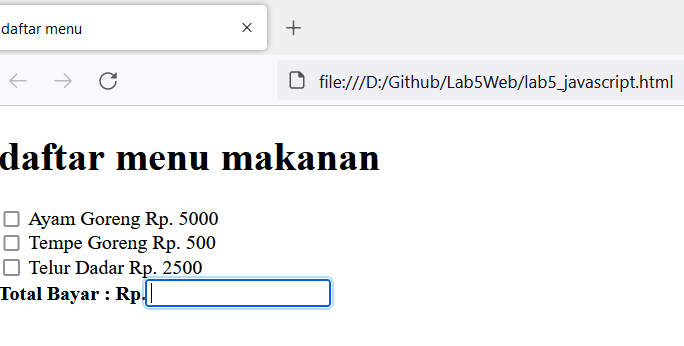 daftar menu
file:///D:/Github/Lab5Web/lab5_javascript.html
daftar menu makanan
Ayam Goreng Rp. 5000
Tempe Goreng Rp. 500
Telur Dadar Rp. 2500
Total Bayar : Rp.